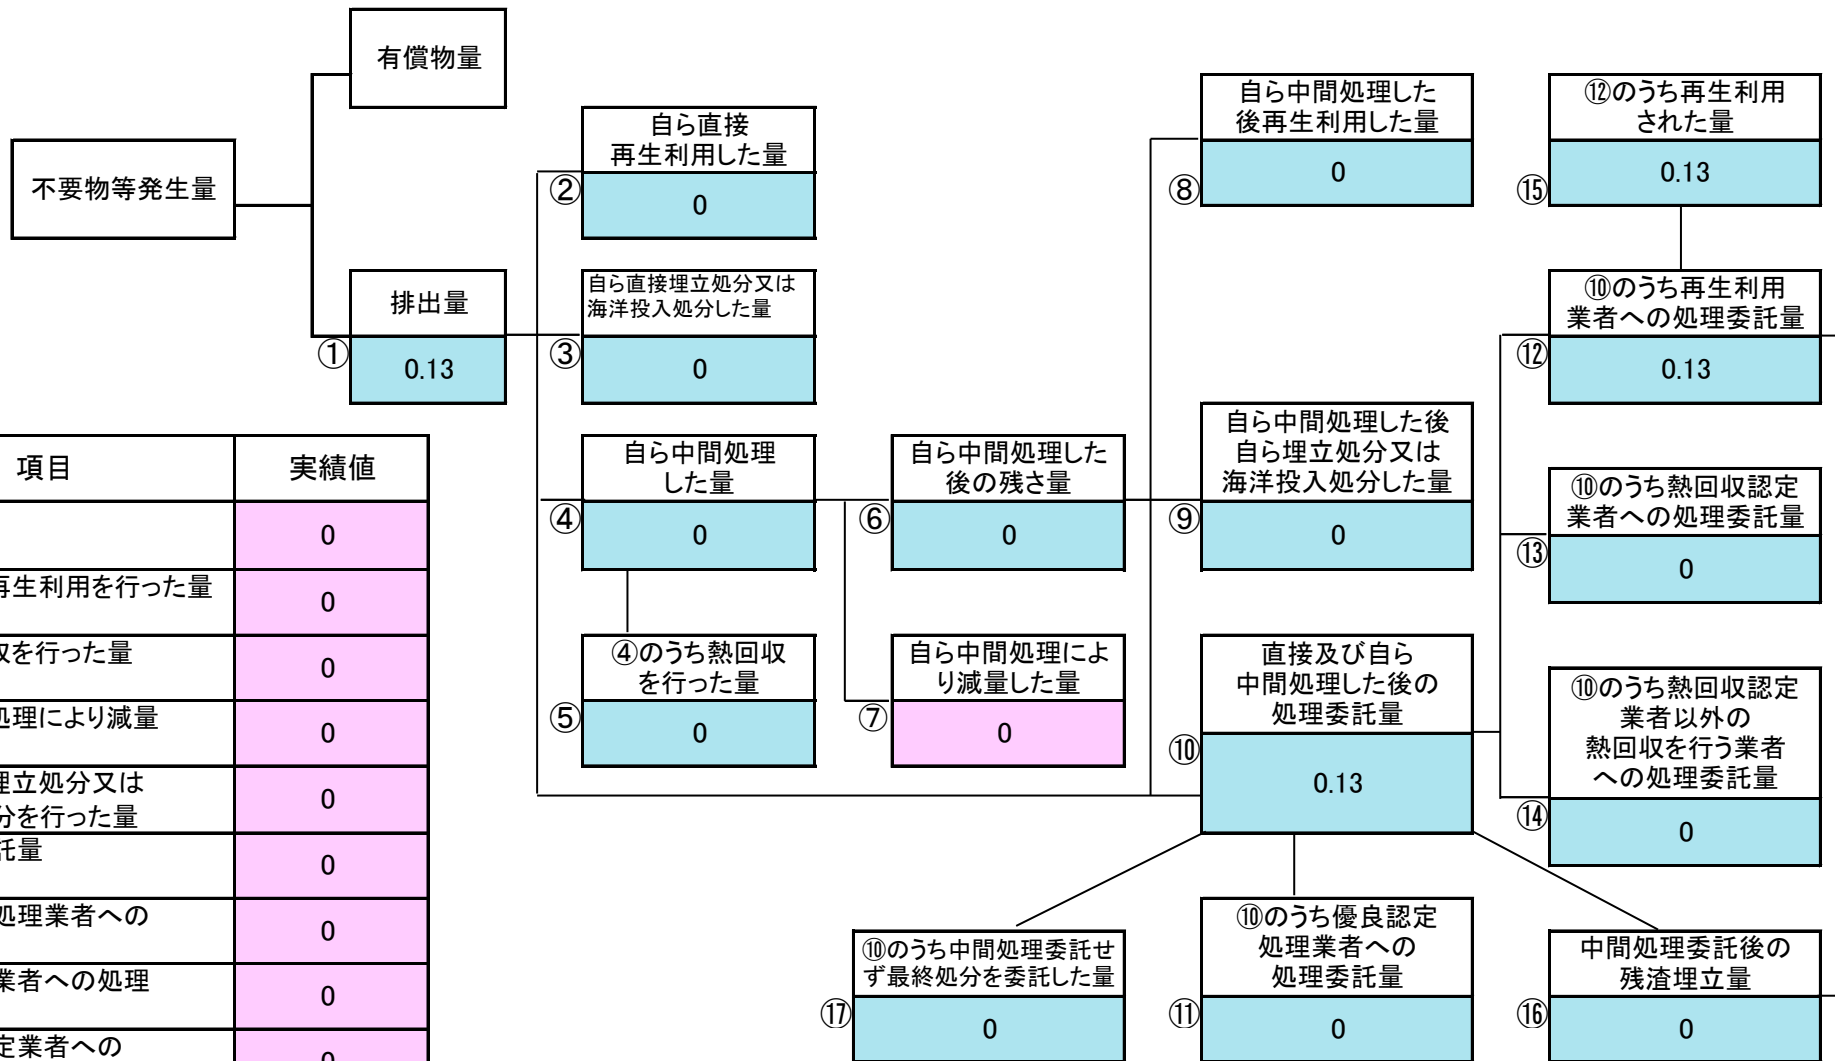 有償物量
不要物等発生量
排出量
①
0.13
自ら直接
再生利用した量
②
0
自ら直接埋立処分又は
海洋投入処分した量
③
0
自ら中間処理
した量
④
0
④のうち熱回収
を行った量
⑤
0
自ら中間処理した
後の残さ量
⑥
0
自ら中間処理によ
り減量した量
⑦
0
自ら中間処理した
後再生利用した量
⑧
0
自ら中間処理した後
自ら埋立処分又は
海洋投入処分した量
⑨
0
直接及び自ら
中間処理した後の
処理委託量
⑩
0.13
⑫のうち再生利用
された量
⑮
0.13
⑩のうち再生利用
業者への処理委託量
⑫
0.13
⑩のうち熱回収認定
業者への処理委託量
⑬
0
⑩のうち熱回収認定
業者以外の
熱回収を行う業者
への処理委託量
⑭
0
⑩のうち中間処理委託せ
ず最終処分を委託した量
⑰
0
⑩のうち優良認定
処理業者への
処理委託量
⑪
0
中間処理委託後の
残渣埋立量
⑯
0
項目
実績値
0
再生利用を行った量
0
を行った量
0
処理により減量
0
埋立処分又は
分を行った量
0
託量
0
処理業者への
0
業者への処理
0
定業者への
0